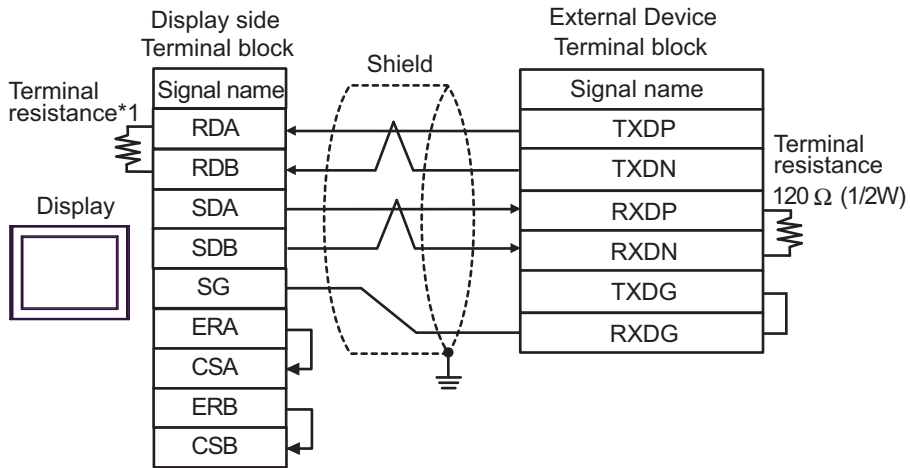 Display side
Terminal block
External Device
Terminal block
Shield
Terminal
resistance*1
Signal name
RDA
RDB
SDA
SDB
SG
ERA
CSA
ERB
CSB
Display
Signal name
TXDP
TXDN
RXDP
RXDN
TXDG
RXDG
Terminal
resistance
120 Ω (1/2W)